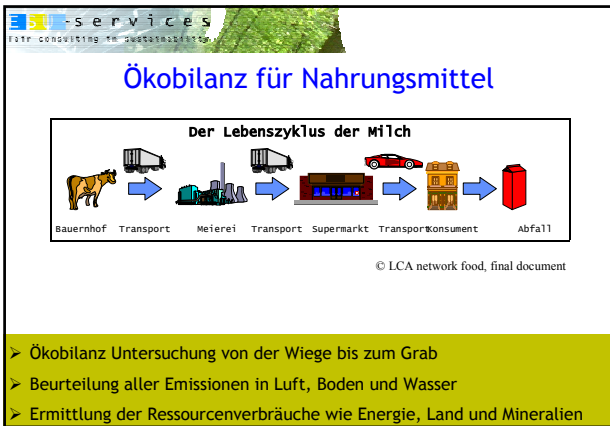 ESU-services
Fair consulting in sustainability
Ökobilanz für Nahrungsmittel
Der Lebenszyklus der Milch
Bauernhof Transport Meierei Transport Supermarkt Transport Konsument Abfall
© LCA network food, final document
➢ Ökobilanz Untersuchung von der Wiege bis zum Grab
➢ Beurteilung aller Emissionen in Luft, Boden und Wasser
➢ Ermittlung der Ressourcenverbräuche wie Energie, Land und Mineralien